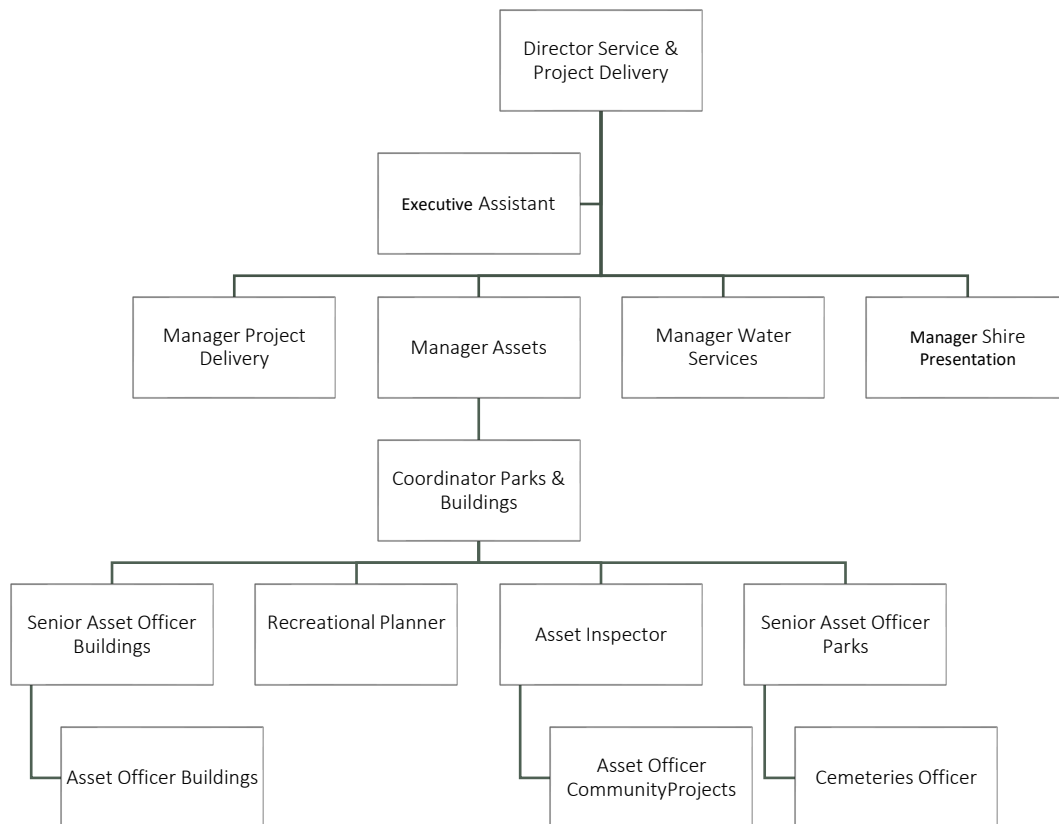 Director Service &
Project Delivery
Executive Assistant
Manager Project
Delivery
Manager Assets
Manager Water
Services
Manager Shire
Presentation
Coordinator Parks &
Buildings
Senior Asset Officer
Buildings
Recreational Planner
Asset Inspector
Senior Asset Officer
Parks
Asset Officer Buildings
Asset Officer
CommunityProjects
Cemeteries Officer